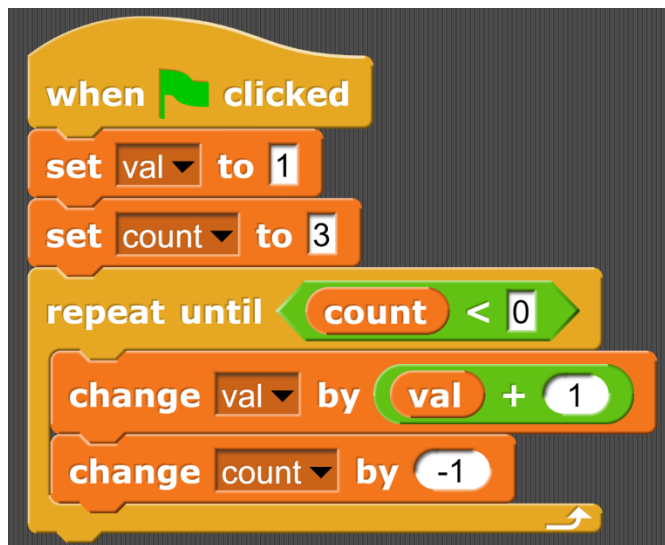 when clicked
set val to 1
set count to 3
repeat until count < 0
change val by val + 1
change count by -1